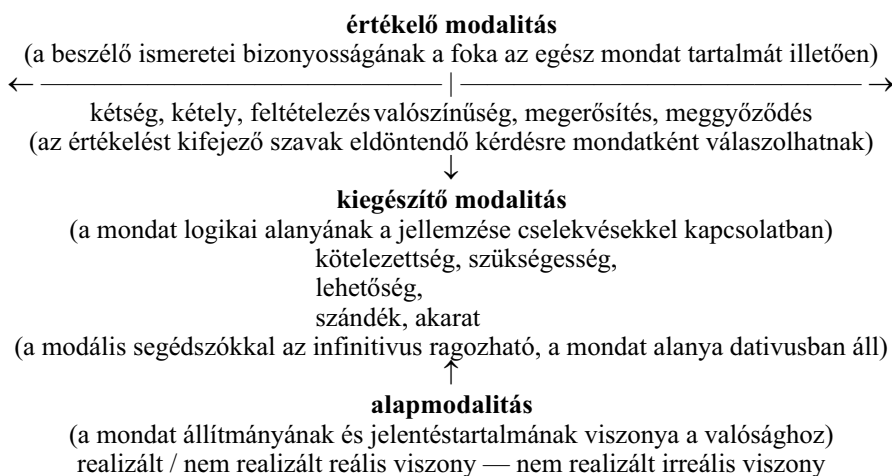 értékelő modalitás
(a beszélő ismeretei bizonyosságának a foka az egész mondat tartalmát illetően)
← ———————————— | ———————————— →
kétség, kétely, feltételezés valószínűség, megerősítés, meggyőződés
(az értékelést kifejező szavak eldöntendő kérdésre mondatként válaszolhatnak)
↓
kiegészítő modalitás
(a mondat logikai alanyának a jellemzése cselekvésekkel kapcsolatban)
kötelezettség, szükségesség,
lehetőség,
szándék, akarat
(a modális segédszókkal az infinitivus ragozható, a mondat alanya dativusban áll)
↑
alapmodalitás
(a mondat állítmányának és jelentéstartalmának viszonya a valósághoz)
realizált / nem realizált reális viszony — nem realizált irreális viszony